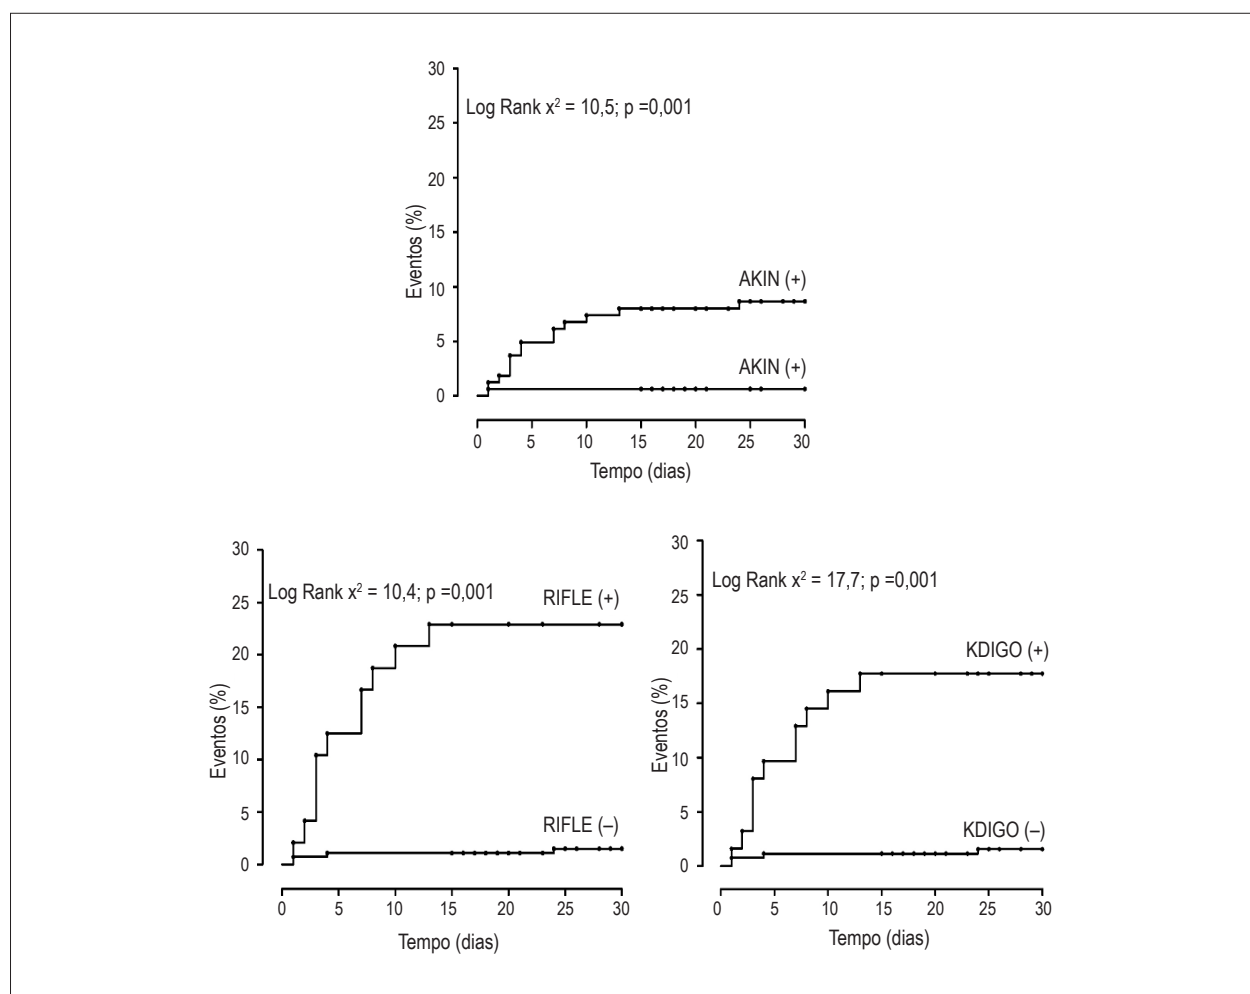 30
Log Rank x² = 10,5; p =0,001
25
20
15
10
5
0
Eventos (%)
AKIN (+)
AKIN (+)
0 5 10 15 20 25 30
Tempo (dias)
30
Log Rank x² = 10,4; p =0,001
RIFLE (+)
25
20
15
10
5
0
Eventos (%)
RIFLE (–)
0 5 10 15 20 25 30
Tempo (dias)
30
Log Rank x² = 17,7; p =0,001
25
20
KDIGO (+)
15
10
5
0
Eventos (%)
KDIGO (–)
0 5 10 15 20 25 30
Tempo (dias)